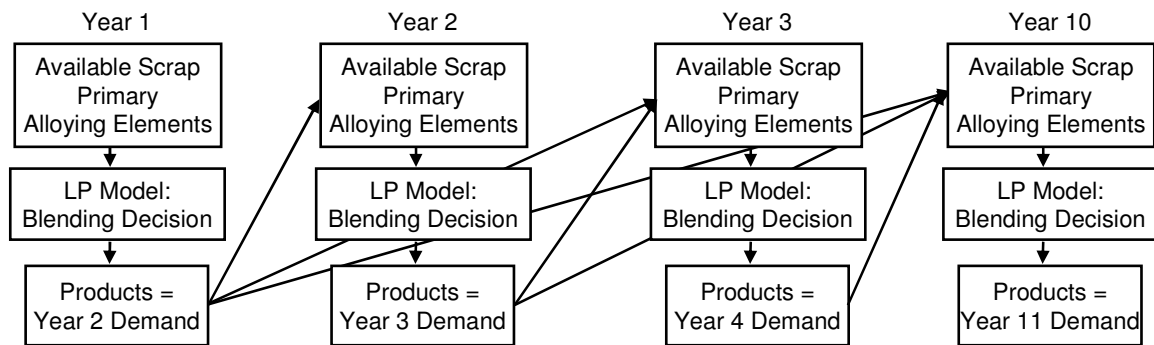 Year 1
Available Scrap
Primary
Alloying Elements
LP Model:
Blending Decision
Products =
Year 2 Demand
Year 2
Available Scrap
Primary
Alloying Elements
LP Model:
Blending Decision
Products =
Year 3 Demand
Year 3
Available Scrap
Primary
Alloying Elements
LP Model:
Blending Decision
Products =
Year 4 Demand
Year 10
Available Scrap
Primary
Alloying Elements
LP Model:
Blending Decision
Products =
Year 11 Demand